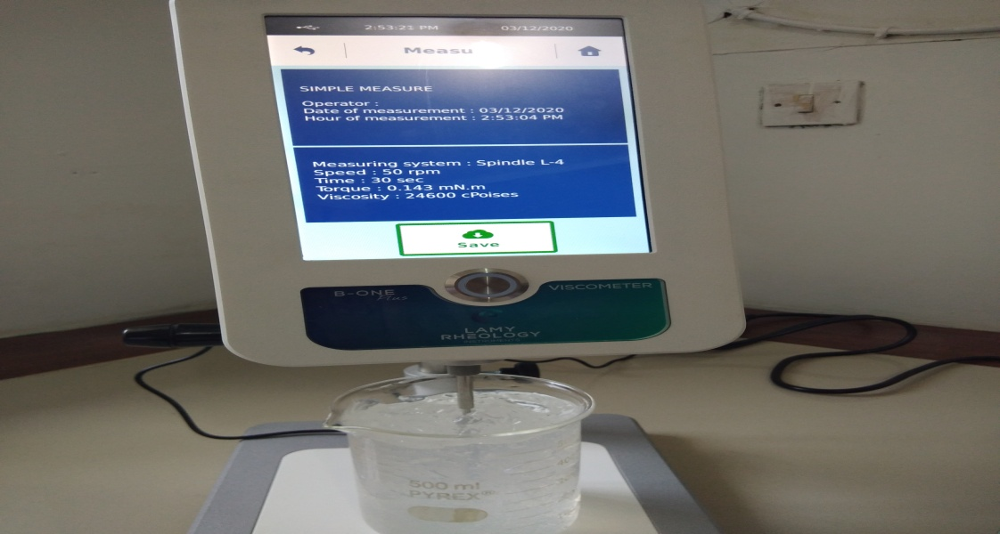 2:53:21 PM 03/12/2020
Measu
SIMPLE MEASURE
Operator :
Date of measurement : 03/12/2020
Hour of measurement : 2:53:04 PM
Measuring system : Spindle L-4
Speed : 50 rpm
Time : 30 sec
Torque : 0.143 mN.m
Viscosity : 24600 cPoises
Save
B-ONE Plus VISCOMETER
LAMY
RHEOLOGY
500 ml
PYREX®